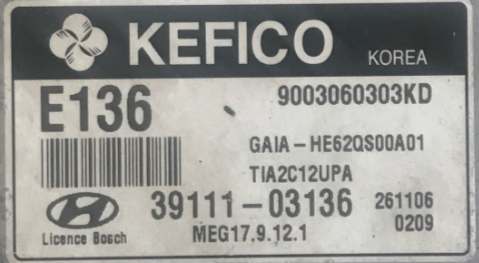 KEFICO KOREA
E136 9003060303KD
GAIA-HE62QS00A01
TIA2C12UPA
39111-03136 261106
Licence Bosch MEG17.9.12.1 0209